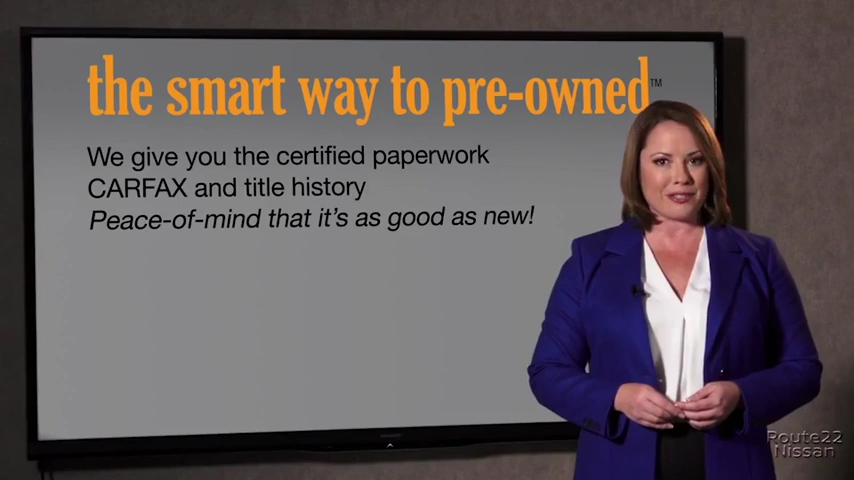 the smart way to pre-owned™
We give you the certified paperwork
CARFAX and title history
Peace-of-mind that it's as good as new!
Route22
Nissan